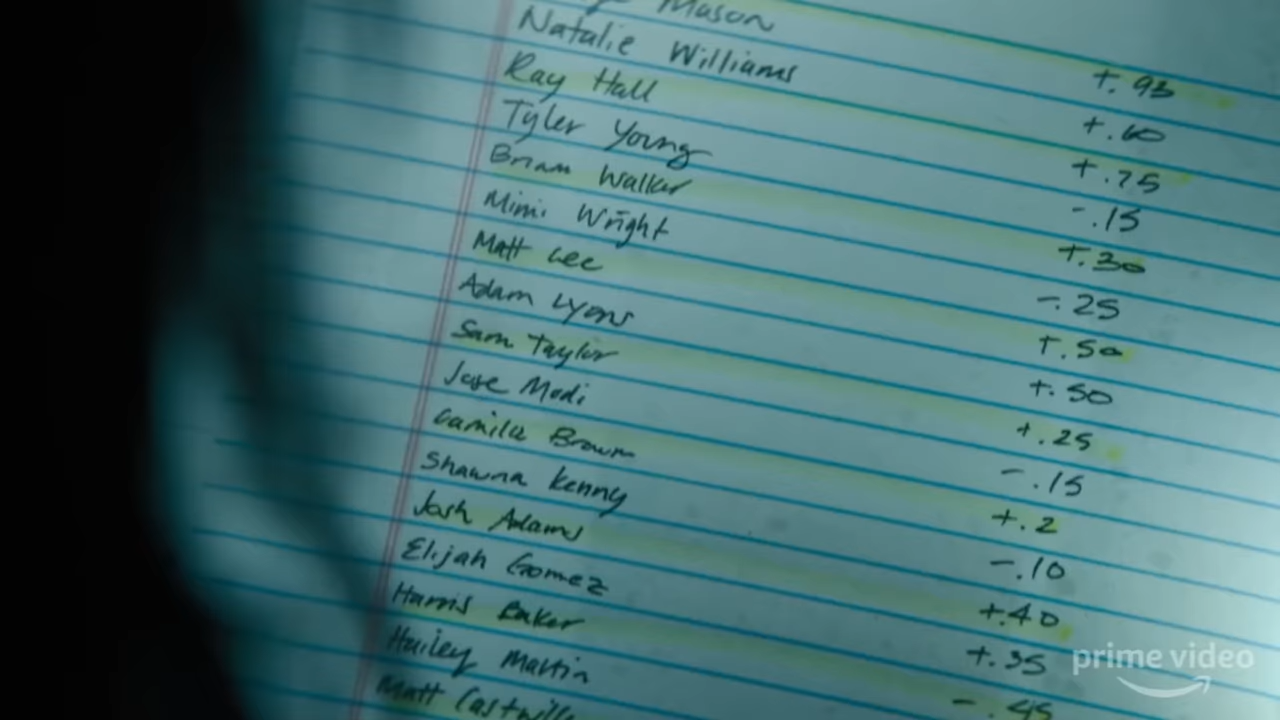 Mason +.93
Natalie Williams +.60
Ray Hall +.75
Tyler Young -.15
Brian Walker +.30
Mimi Wright -.25
Matt Lee +.50
Adam Lyons +.50
Sam Taylor +.25
Jose Modi -.15
Camilla Brown +.2
Shawna Kenny -.10
Josh Adams +.40
Elijah Gomez +.35
Harris Baker -.45
Hailey Martin
Matt
prime video